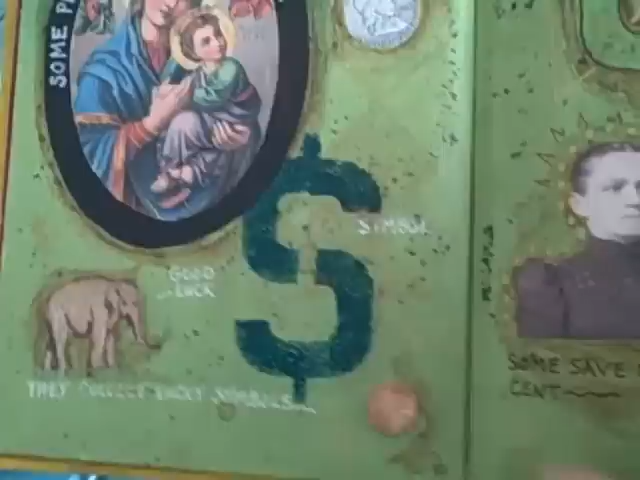 SOME P
$
SYMBOL
GOOD
LUCK
THEY COLLECT LUCKY SYMBOLS
SOME SAVE
CENT